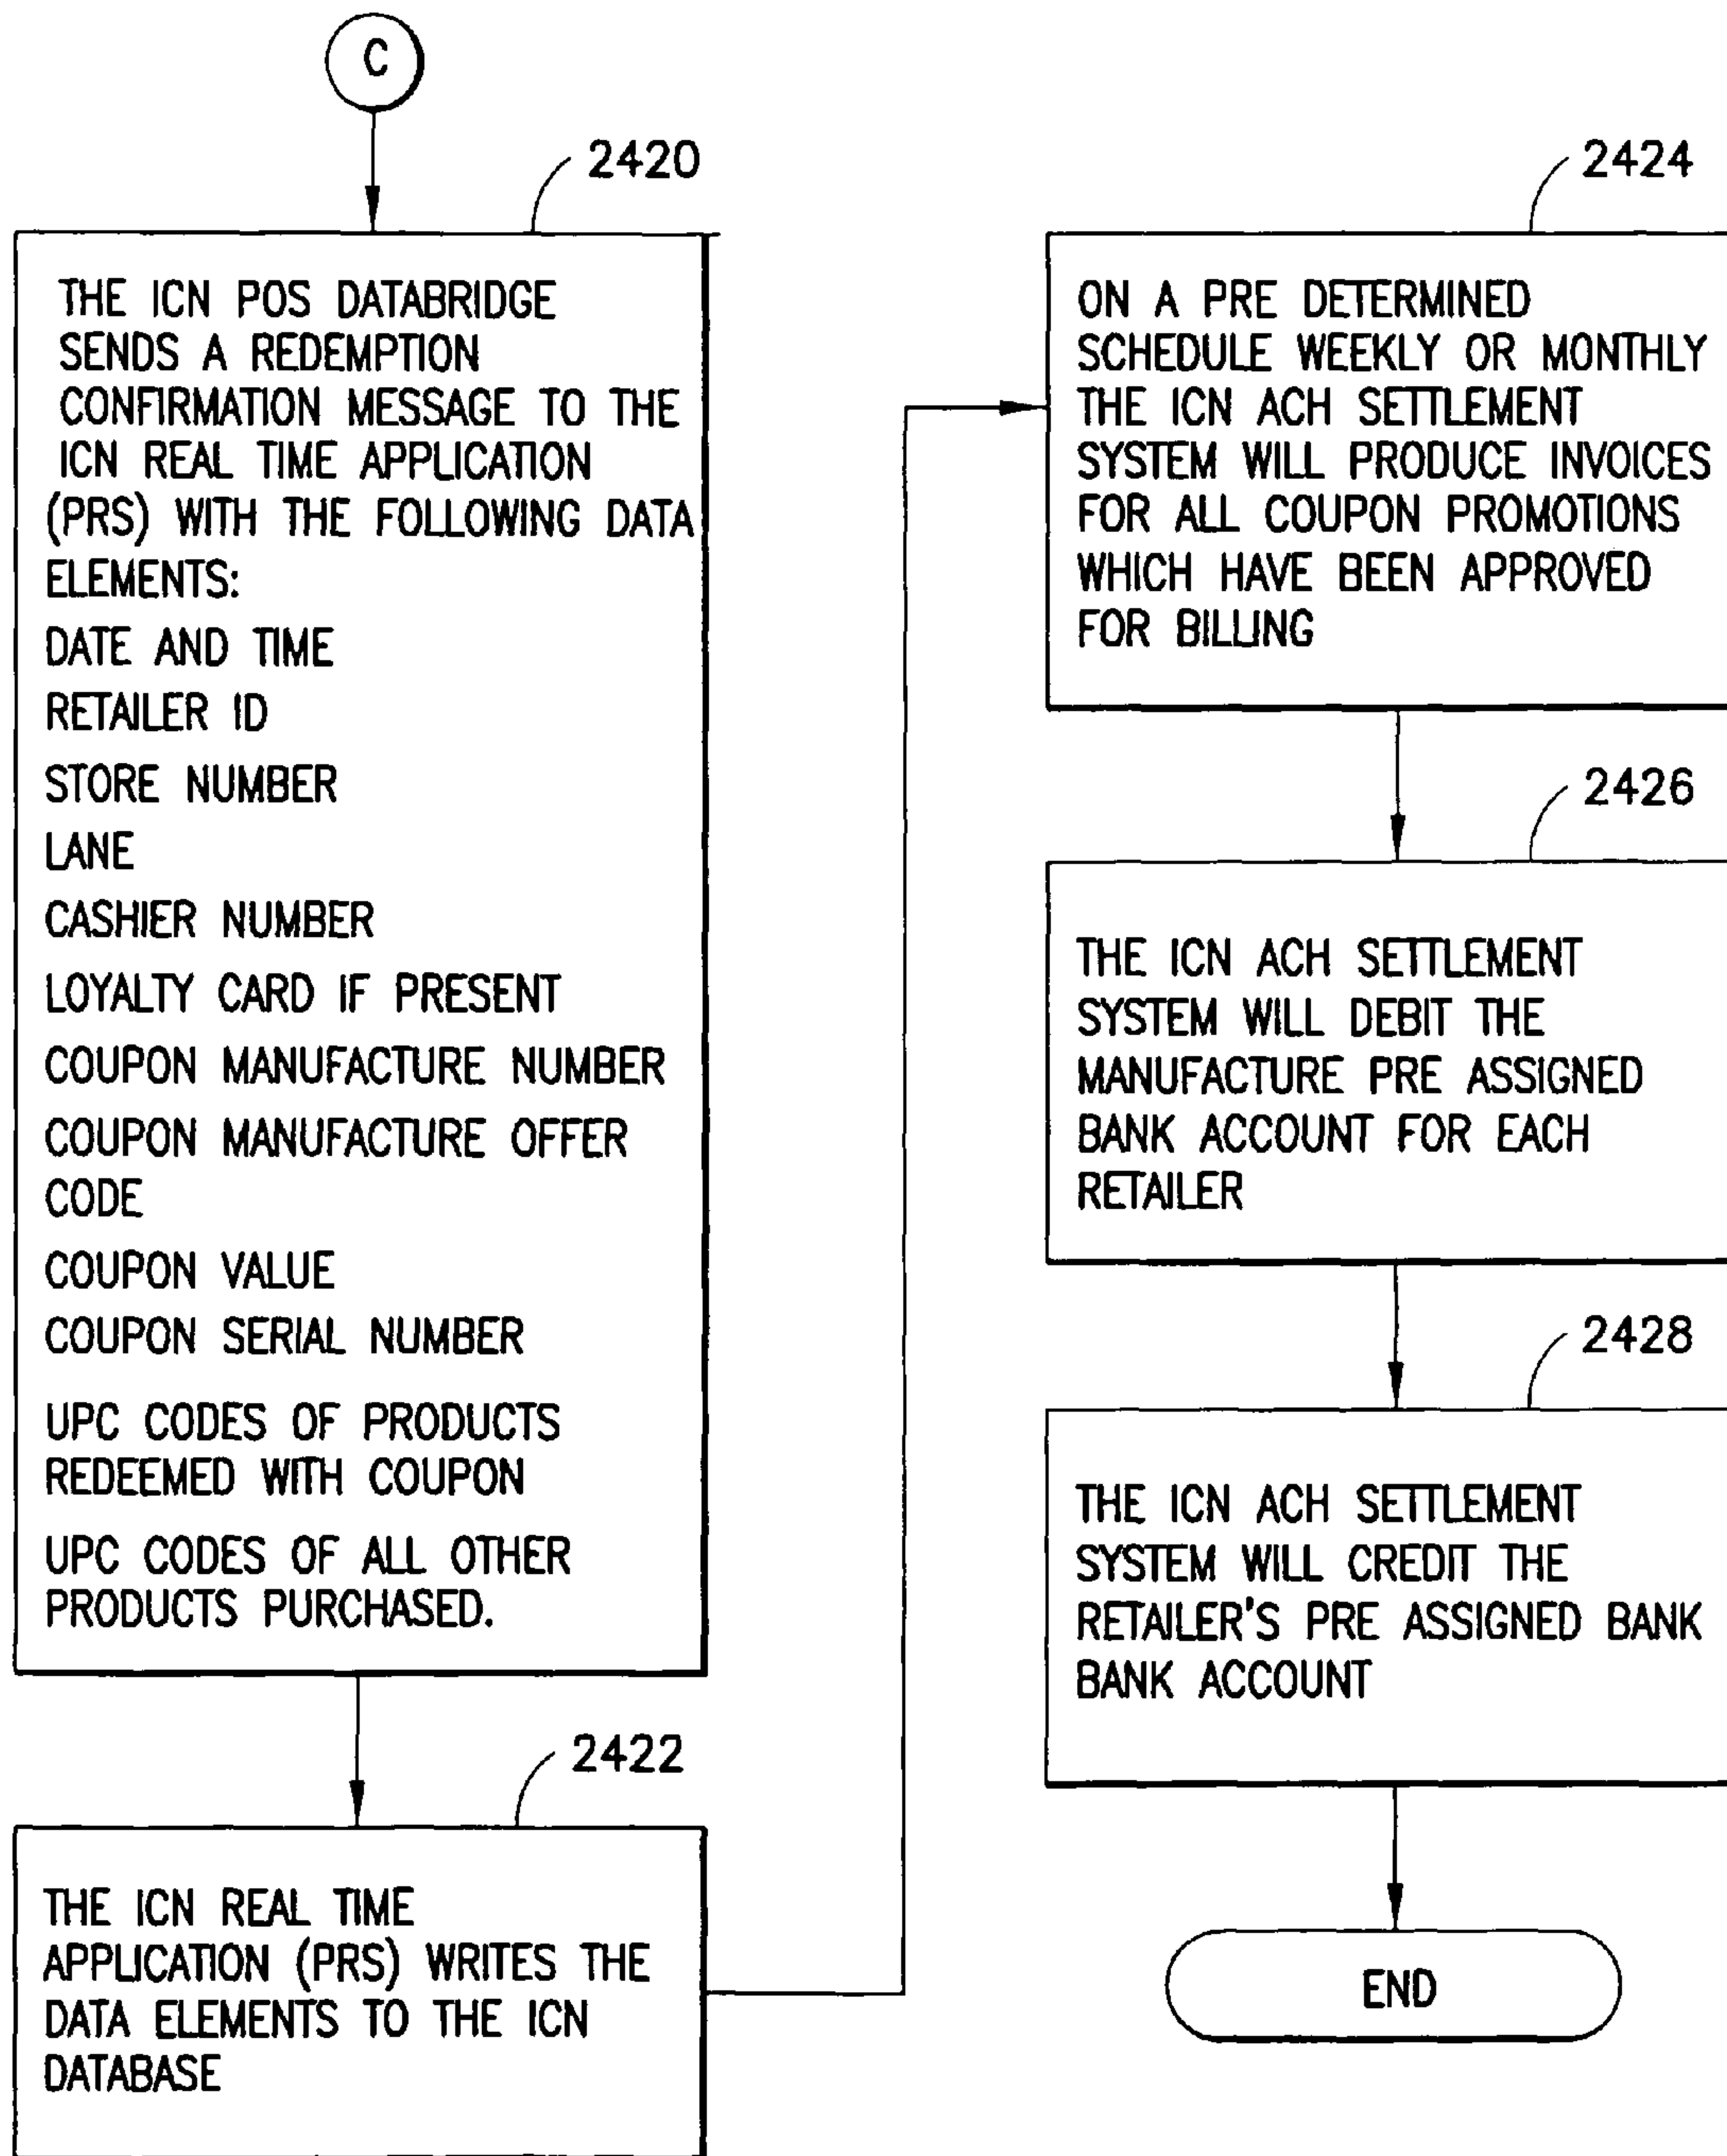 C
2420
THE ICN POS DATABRIDGE
SENDS A REDEMPTION
CONFIRMATION MESSAGE TO THE
ICN REAL TIME APPLICATION
(PRS) WITH THE FOLLOWING DATA
ELEMENTS:
DATE AND TIME
RETAILER ID
STORE NUMBER
LANE
CASHIER NUMBER
LOYALTY CARD IF PRESENT
COUPON MANUFACTURE NUMBER
COUPON MANUFACTURE OFFER
CODE
COUPON VALUE
COUPON SERIAL NUMBER
UPC CODES OF PRODUCTS
REDEEMED WITH COUPON
UPC CODES OF ALL OTHER
PRODUCTS PURCHASED.
2422
THE ICN REAL TIME
APPLICATION (PRS) WRITES THE
DATA ELEMENTS TO THE ICN
DATABASE
2424
ON A PRE DETERMINED
SCHEDULE WEEKLY OR MONTHLY
THE ICN ACH SETTLEMENT
SYSTEM WILL PRODUCE INVOICES
FOR ALL COUPON PROMOTIONS
WHICH HAVE BEEN APPROVED
FOR BILLING
2426
THE ICN ACH SETTLEMENT
SYSTEM WILL DEBIT THE
MANUFACTURE PRE ASSIGNED
BANK ACCOUNT FOR EACH
RETAILER
2428
THE ICN ACH SETTLEMENT
SYSTEM WILL CREDIT THE
RETAILER'S PRE ASSIGNED BANK
BANK ACCOUNT
END